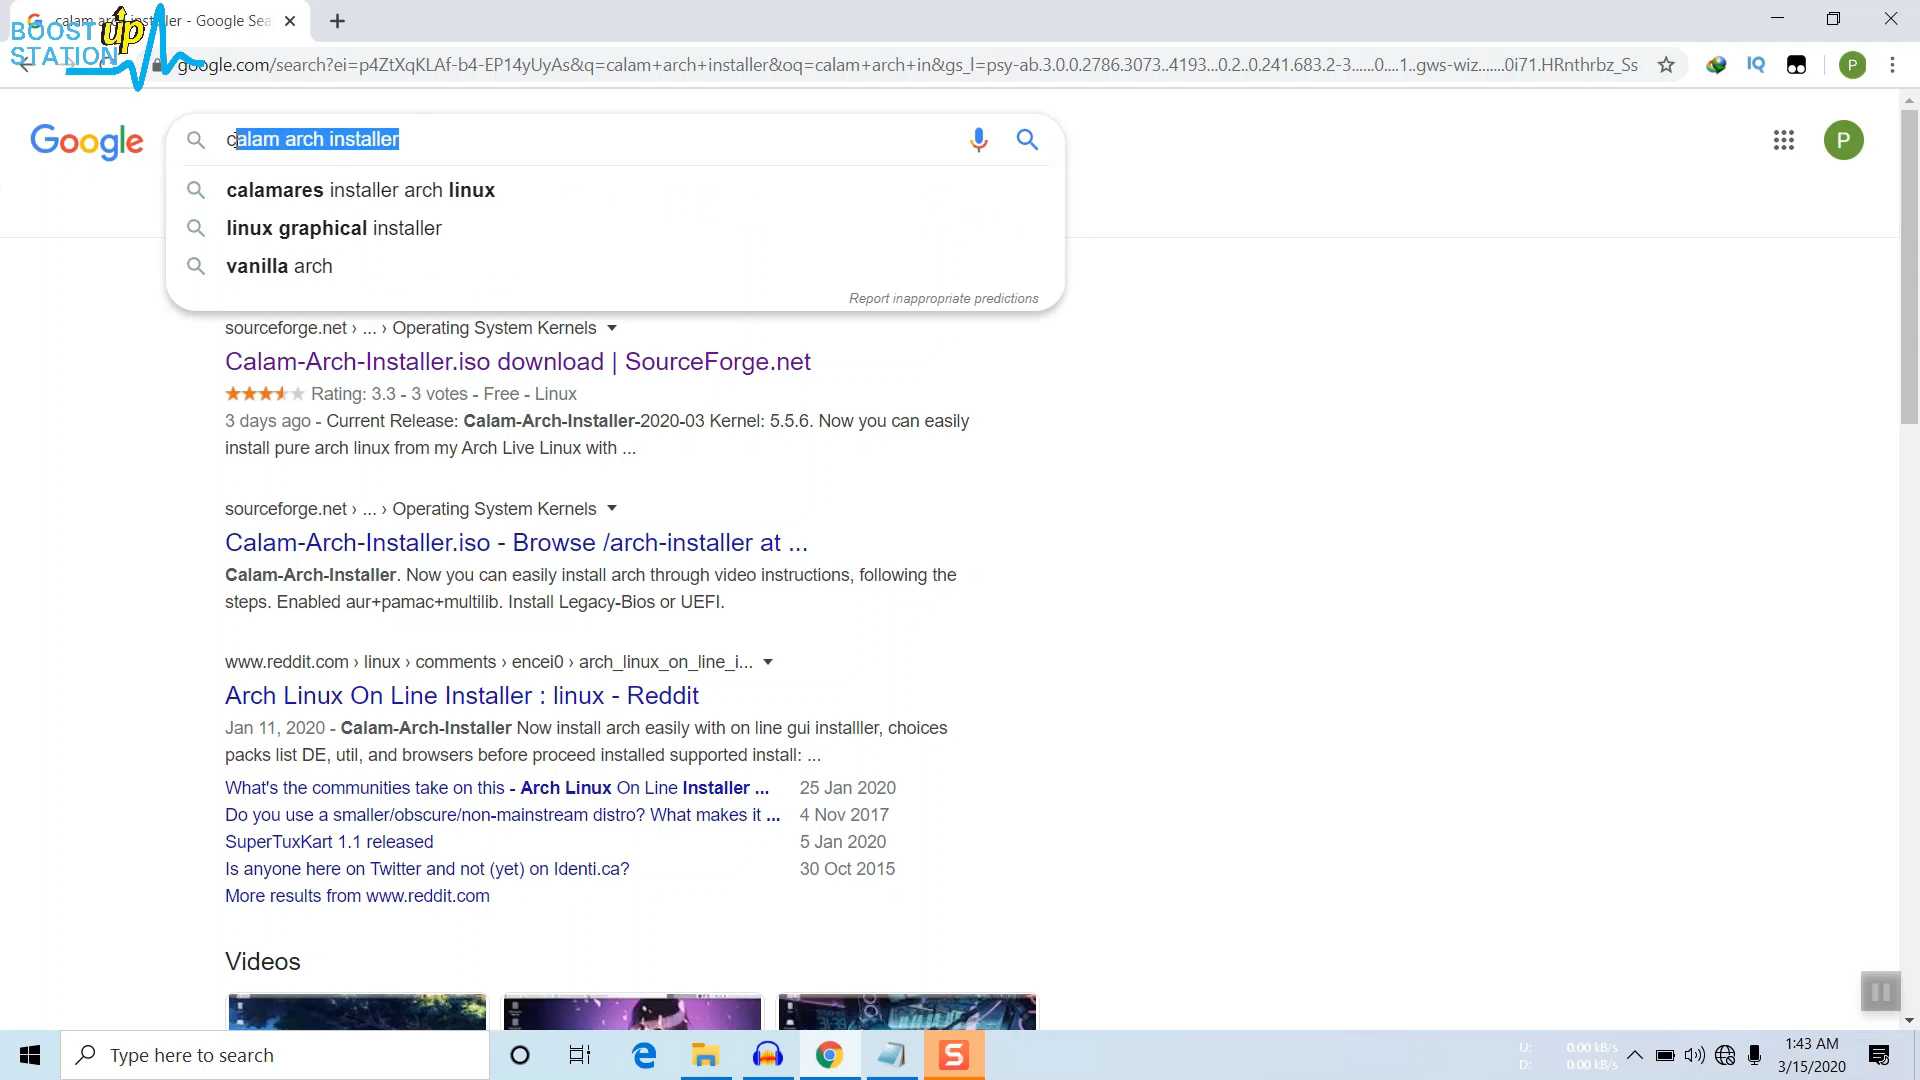 calam arch installer - Google Sea
BOOST up
STATION
google.com/search?ei=p4ZtXqKLAf-b4-EP14yUyAs&q=calam+arch+installer&oq=calam+arch+in&gs_l=psy-ab.3.0.0.2786.3073..4193...0.2..0.241.683.2-3......0....1..gws-wiz.......0i71.HRnthrbz_Ss
IQ
P
Google
calam arch installer
P
calamares installer arch linux
linux graphical installer
vanilla arch
Report inappropriate predictions
sourceforge.net › ... › Operating System Kernels
Calam-Arch-Installer.iso download | SourceForge.net
Rating: 3.3 - 3 votes - Free - Linux
3 days ago - Current Release: Calam-Arch-Installer-2020-03 Kernel: 5.5.6. Now you can easily
install pure arch linux from my Arch Live Linux with ...
sourceforge.net › ... › Operating System Kernels
Calam-Arch-Installer.iso - Browse /arch-installer at ...
Calam-Arch-Installer. Now you can easily install arch through video instructions, following the
steps. Enabled aur+pamac+multilib. Install Legacy-Bios or UEFI.
www.reddit.com › linux › comments › encei0 › arch_linux_on_line_i...
Arch Linux On Line Installer : linux - Reddit
Jan 11, 2020 - Calam-Arch-Installer Now install arch easily with on line gui installler, choices
packs list DE, util, and browsers before proceed installed supported install: ...
What's the communities take on this - Arch Linux On Line Installer ... 25 Jan 2020
Do you use a smaller/obscure/non-mainstream distro? What makes it ... 4 Nov 2017
SuperTuxKart 1.1 released 5 Jan 2020
Is anyone here on Twitter and not (yet) on Identi.ca? 30 Oct 2015
More results from www.reddit.com
Videos
Type here to search
S
U: 0.00 kB/s
D: 0.00 kB/s
1:43 AM
3/15/2020